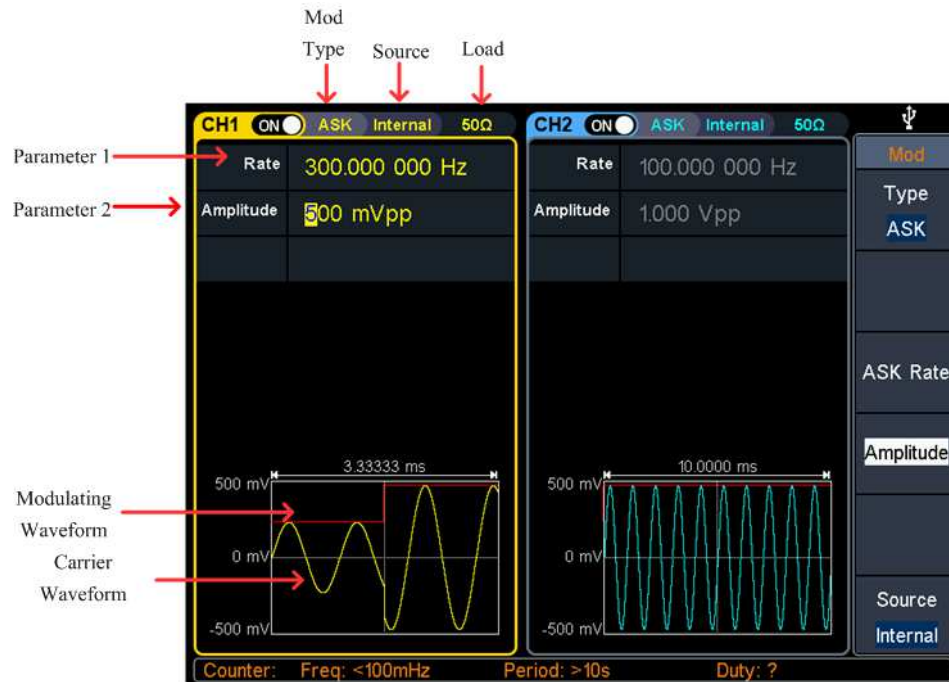 Mod
Type
Source
Load
CH1 ON ASK Internal 50Ω
CH2 ON ASK Internal 50Ω
Parameter 1
Rate 300.000 000 Hz
Rate 100.000 000 Hz
Parameter 2
Amplitude 500 mVpp
Amplitude 1.000 Vpp
Mod
Type
ASK
ASK Rate
Amplitude
Source
Internal
3.33333 ms
500 mV
0 mV
-500 mV
10.0000 ms
500 mV
0 mV
-500 mV
Modulating
Waveform
Carrier
Waveform
Counter: Freq: <100mHz Period: >10s Duty: ?